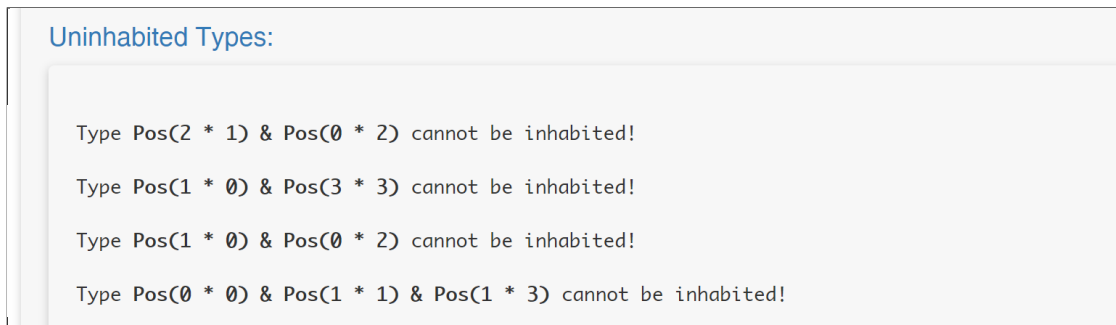 Uninhabited Types:
Type Pos(2 * 1) & Pos(0 * 2) cannot be inhabited!
Type Pos(1 * 0) & Pos(3 * 3) cannot be inhabited!
Type Pos(1 * 0) & Pos(0 * 2) cannot be inhabited!
Type Pos(0 * 0) & Pos(1 * 1) & Pos(1 * 3) cannot be inhabited!